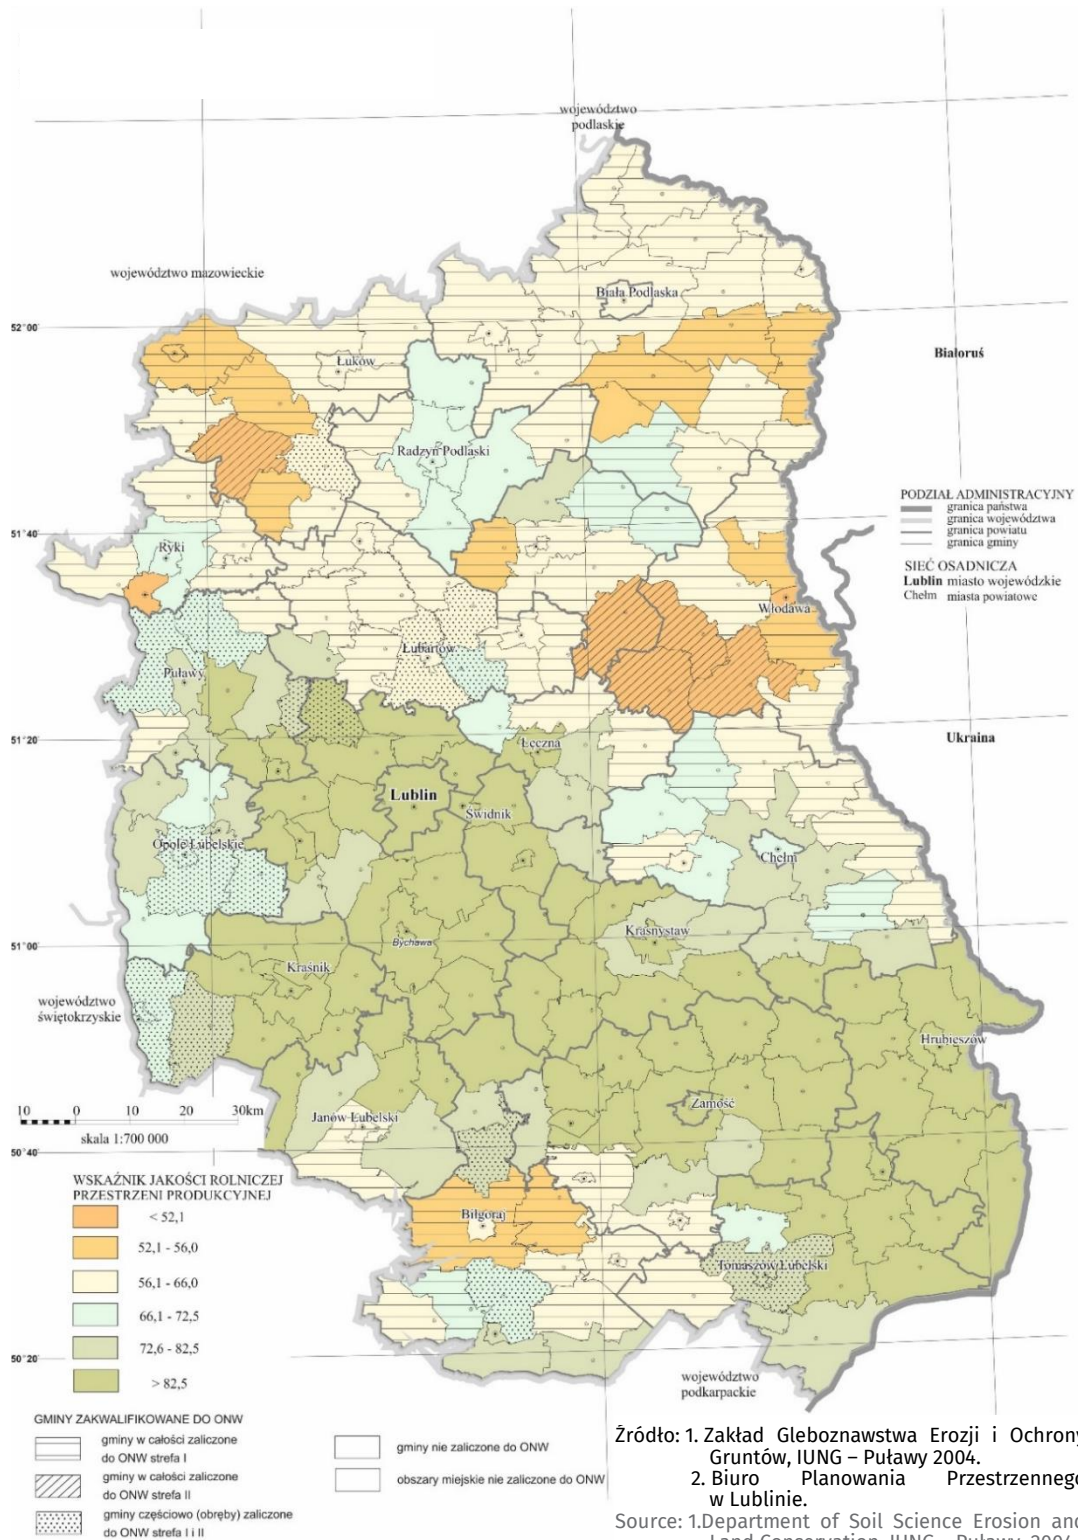 województwo
podlaskie
województwo mazowieckie
Biała Podlaska
52°00'
Białoruś
Łuków
Radzyń Podlaski
PODZIAŁ ADMINISTRACYJNY
granica państwa
granica województwa
granica powiatu
granica gminy
51°40'
Ryki
SIEĆ OSADNICZA
Lublin miasto wojewódzkie
Chełm miasta powiatowe
Włodawa
Lubartów
Puławy
51°20'
Ukraina
Łęczna
Lublin
Świdnik
Opole Lubelskie
Chełm
Krasnystaw
51°00'
Bychawa
Kraśnik
województwo
świętokrzyskie
Hrubieszów
10 0 10 20 30km
skala 1:700 000
Janów Lubelski
Zamość
50°40'
WSKAŹNIK JAKOŚCI ROLNICZEJ
PRZESTRZENI PRODUKCYJNEJ
< 52,1
52,1 - 56,0
56,1 - 66,0
66,1 - 72,5
72,6 - 82,5
> 82,5
Biłgoraj
Tomaszów Lubelski
50°20'
województwo
podkarpackie
GMINY ZAKWALIFIKOWANE DO ONW
gminy w całości zaliczone
do ONW strefa I
gminy w całości zaliczone
do ONW strefa II
gminy częściowo (obręby) zaliczone
do ONW strefa I i II
gminy nie zaliczone do ONW
obszary miejskie nie zaliczone do ONW
Źródło: 1. Zakład Gleboznawstwa Erozji i Ochrony
Gruntów, IUNG – Puławy 2004.
2. Biuro Planowania Przestrzennego
w Lublinie.
Source: 1.Department of Soil Science Erosion and